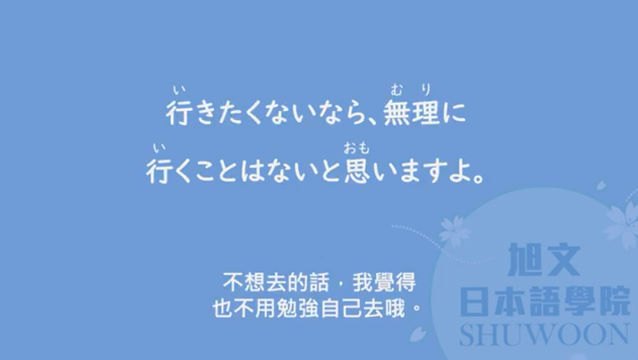 い むり
行きたくないなら、無理に
い おも
行くことはないと思いますよ。
不想去的話，我覺得
也不用勉強自己去哦。
旭文
日本語學院
SHUWOON